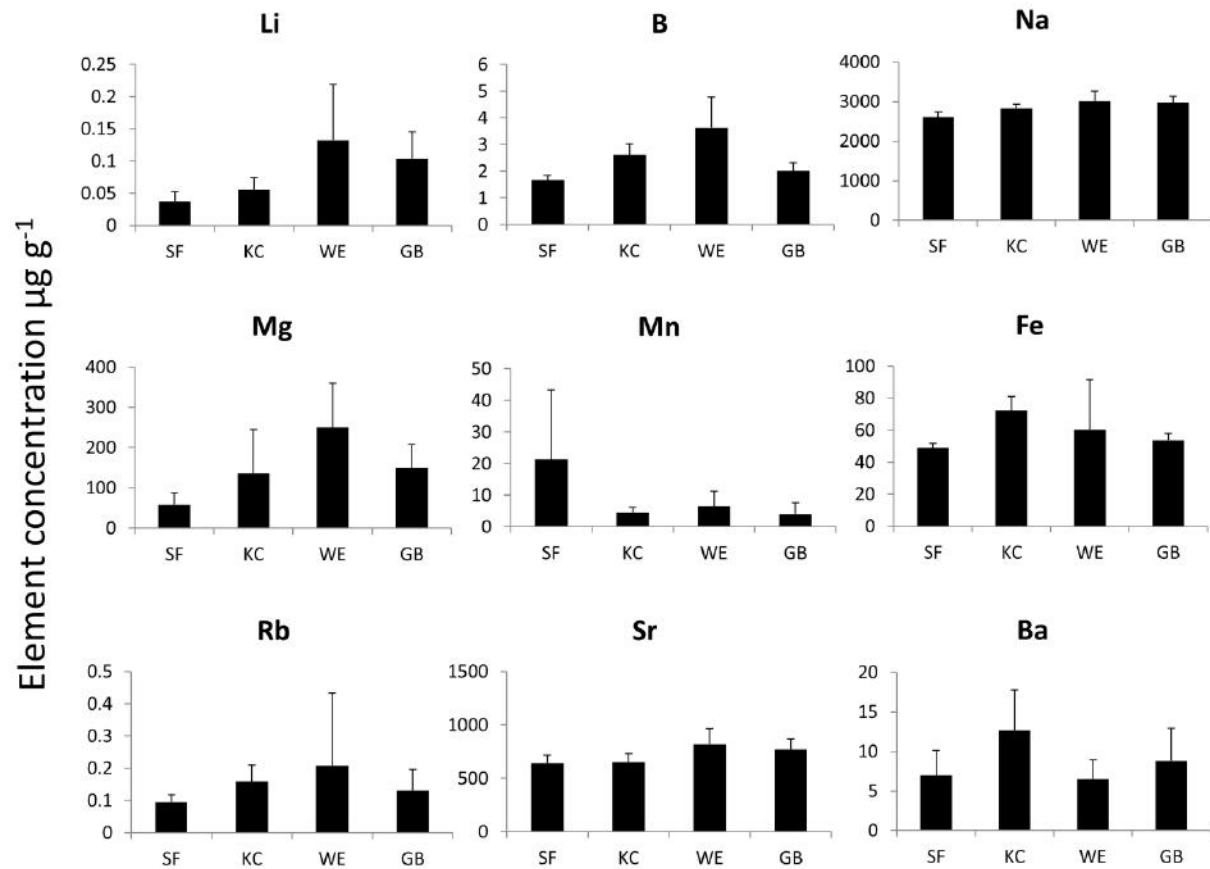 Element concentration µg g-1
Li
0.25
0.2
0.15
0.1
0.05
0
SF KC WE GB
B
6
5
4
3
2
1
0
SF KC WE GB
Na
4000
3000
2000
1000
0
SF KC WE GB
Mg
400
300
200
100
0
SF KC WE GB
Mn
50
40
30
20
10
0
SF KC WE GB
Fe
100
80
60
40
20
0
SF KC WE GB
Rb
0.5
0.4
0.3
0.2
0.1
0
SF KC WE GB
Sr
1500
1000
500
0
SF KC WE GB
Ba
20
15
10
5
0
SF KC WE GB